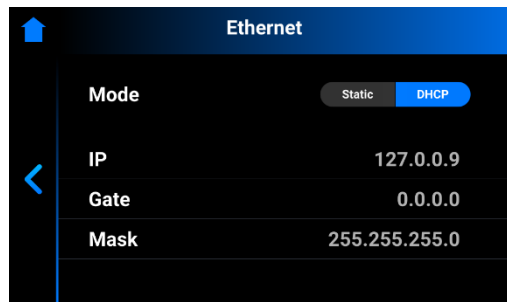 Ethernet
Mode Static DHCP
IP 127.0.0.9
Gate 0.0.0.0
Mask 255.255.255.0